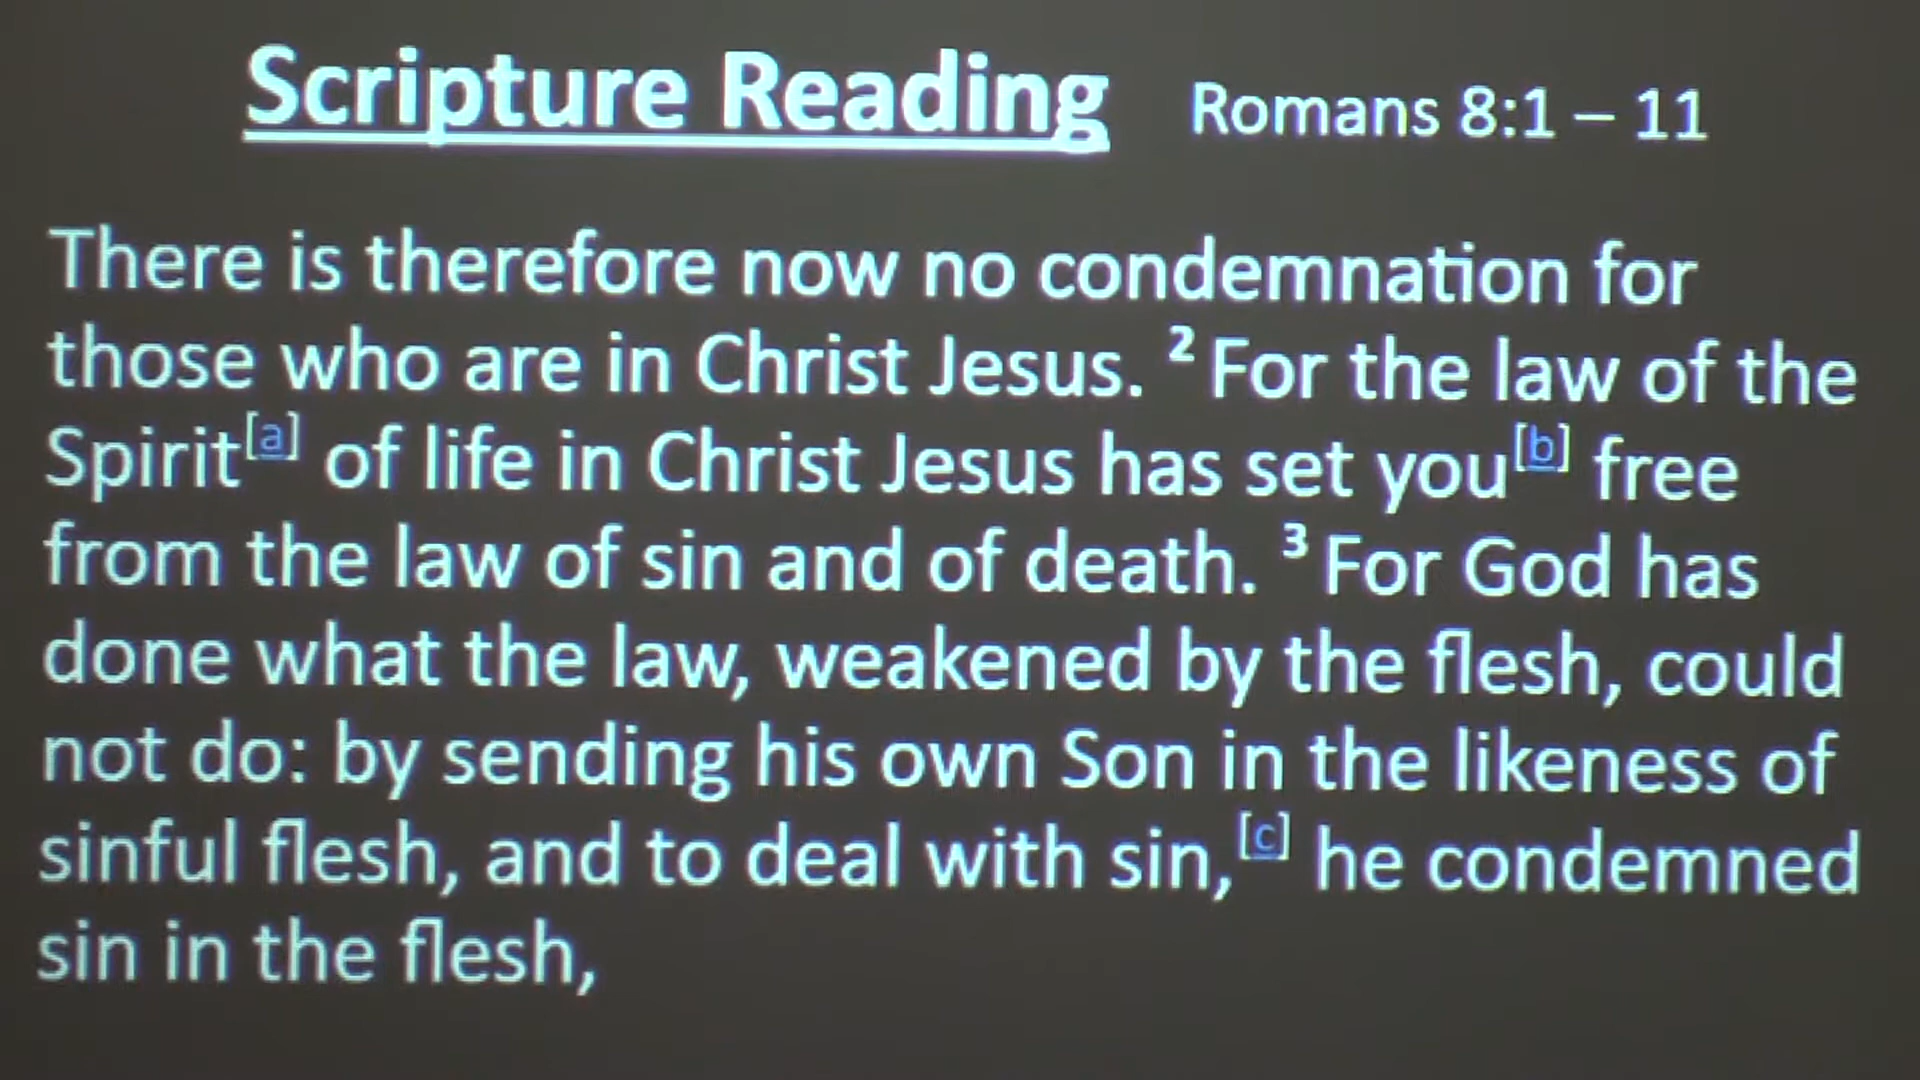 Scripture Reading Romans 8:1 – 11
There is therefore now no condemnation for
those who are in Christ Jesus. ² For the law of the
Spirit[a] of life in Christ Jesus has set you[b] free
from the law of sin and of death. ³ For God has
done what the law, weakened by the flesh, could
not do: by sending his own Son in the likeness of
sinful flesh, and to deal with sin,[c] he condemned
sin in the flesh,